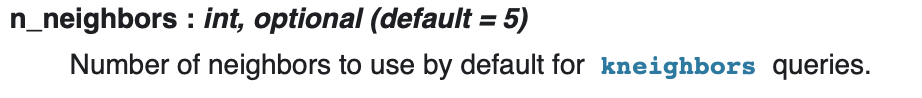 n_neighbors : int, optional (default = 5)
Number of neighbors to use by default for kneighbors queries.